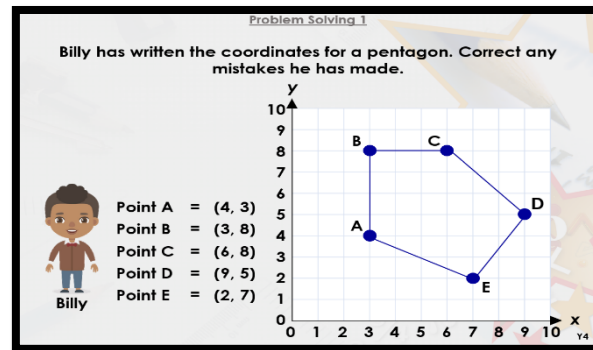 Problem Solving 1
Billy has written the coordinates for a pentagon. Correct any
mistakes he has made.
Point A = (4, 3)
Point B = (3, 8)
Point C = (6, 8)
Point D = (9, 5)
Point E = (2, 7)
Billy
y
10
9
8
7
6
5
4
3
2
1
0
B
C
D
A
E
0 1 2 3 4 5 6 7 8 9 10 x
Y4